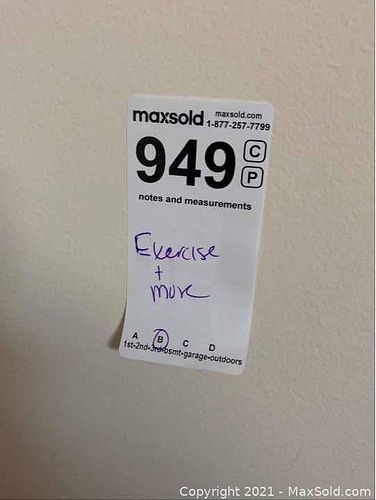 maxsold maxsold.com
1-877-257-7799
949 C
P
notes and measurements
Exercise
+
more
A B C D
1st-2nd-3rd-bsmt-garage-outdoors
Copyright 2021 - MaxSold.com